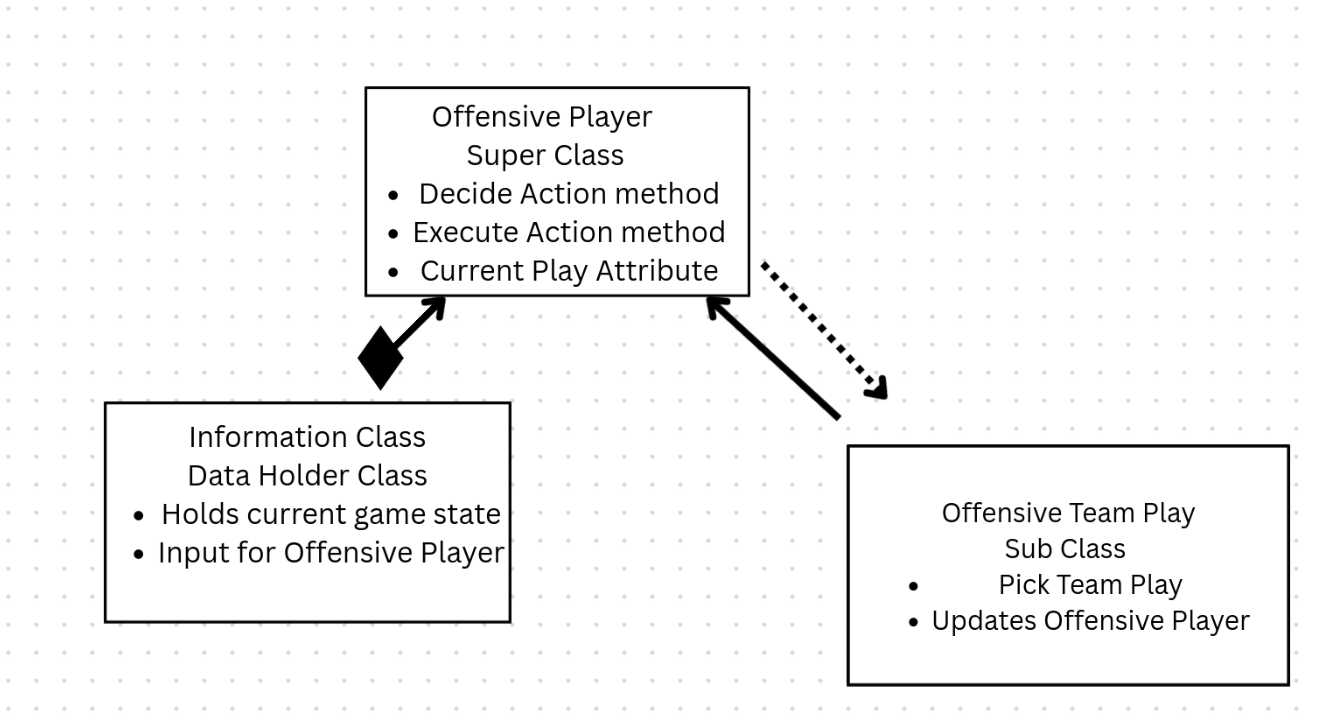 Offensive Player
Super Class
• Decide Action method
• Execute Action method
• Current Play Attribute
Information Class
Data Holder Class
• Holds current game state
• Input for Offensive Player
Offensive Team Play
Sub Class
• Pick Team Play
• Updates Offensive Player